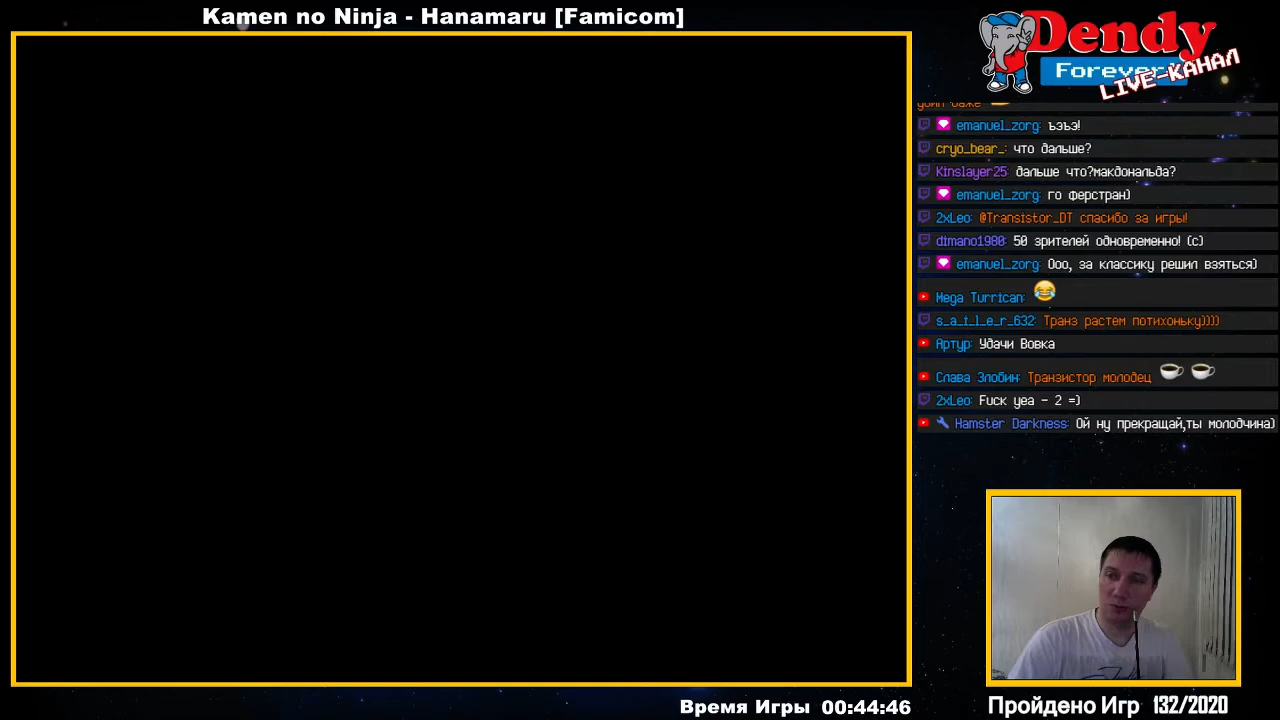 Kamen no Ninja - Hanamaru [Famicom]
Dendy
Forever!
LIVE-КАНАЛ
emanuel_zorg: ъэъэ!
cryo_bear_: что дальше?
Kinslayer25: дальше что?макдональда?
emanuel_zorg: го ферстран)
2xLeo: @Transistor_DT спасибо за игры!
dimano1980: 50 зрителей одновременно! (с)
emanuel_zorg: Ооо, за классику решил взяться)
Mega Turrican:
s_a_i_l_e_r_632: Транз растем потихоньку))))
Артур: Удачи Вовка
Слава Злобин: Транзистор молодец
2xLeo: Fuck yea - 2 =)
Hamster Darkness: Ой ну прекращай,ты молодчина)
Время Игры 00:44:46
Пройдено Игр 132/2020